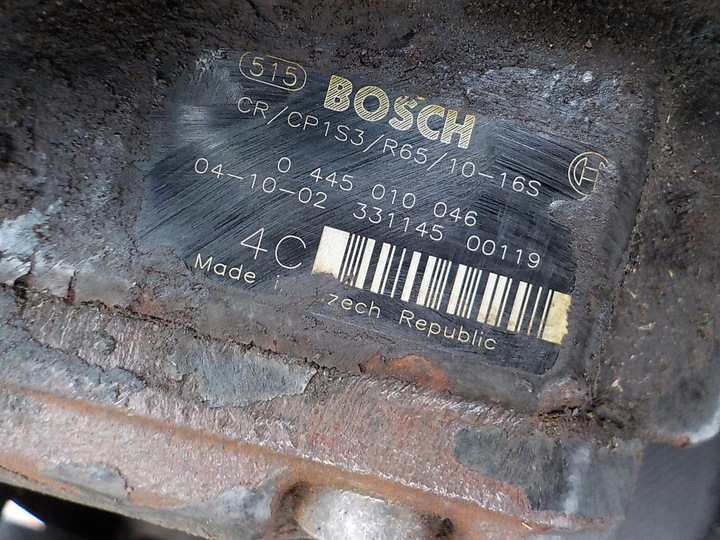 515 BOSCH
CR/CP1S3/R65/10-16S
0 445 010 046
04-10-02 331145 00119
4C
Made i zech Republic